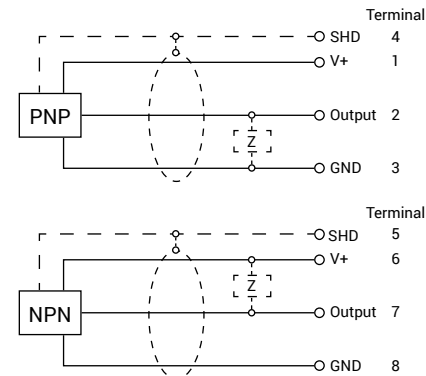 Terminal
SHD 4
V+ 1
PNP
Output 2
Z
GND 3
Terminal
SHD 5
V+ 6
Z
NPN
Output 7
GND 8